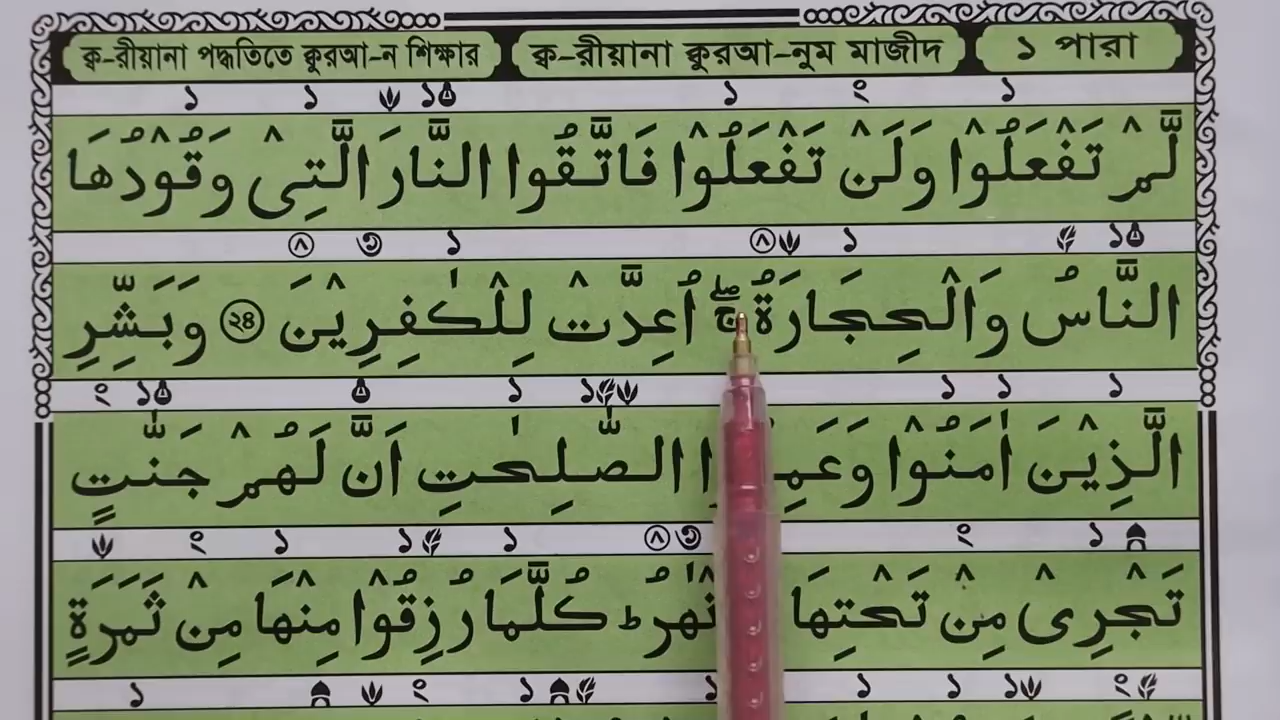 ক্ব-রীয়ানা পদ্ধতিতে ক্বুরআ-ন শিক্ষার ক্ব-রীয়ানা ক্বুরআ-নুম মাজীদ ১ পারা
لَّمْ تَفْعَلُوْا وَلَنْ تَفْعَلُوْا فَاتَّقُوا النَّارَ الَّتِىْ وَقُوْدُهَا
النَّاسُ وَالْحِجَارَةُ ۖۚ اُعِدَّتْ لِلْكٰفِرِيْنَ ﴿٢٤﴾ وَبَشِّرِ
الَّذِيْنَ اٰمَنُوْا الصّٰلِحٰتِ اَنَّ لَهُمْ جَنّٰتٍ
تَجْرِىْ مِنْ تَحْتِهَا كُلَّمَا رُزِقُوْا مِنْهَا مِنْ ثَمَرَةٍ